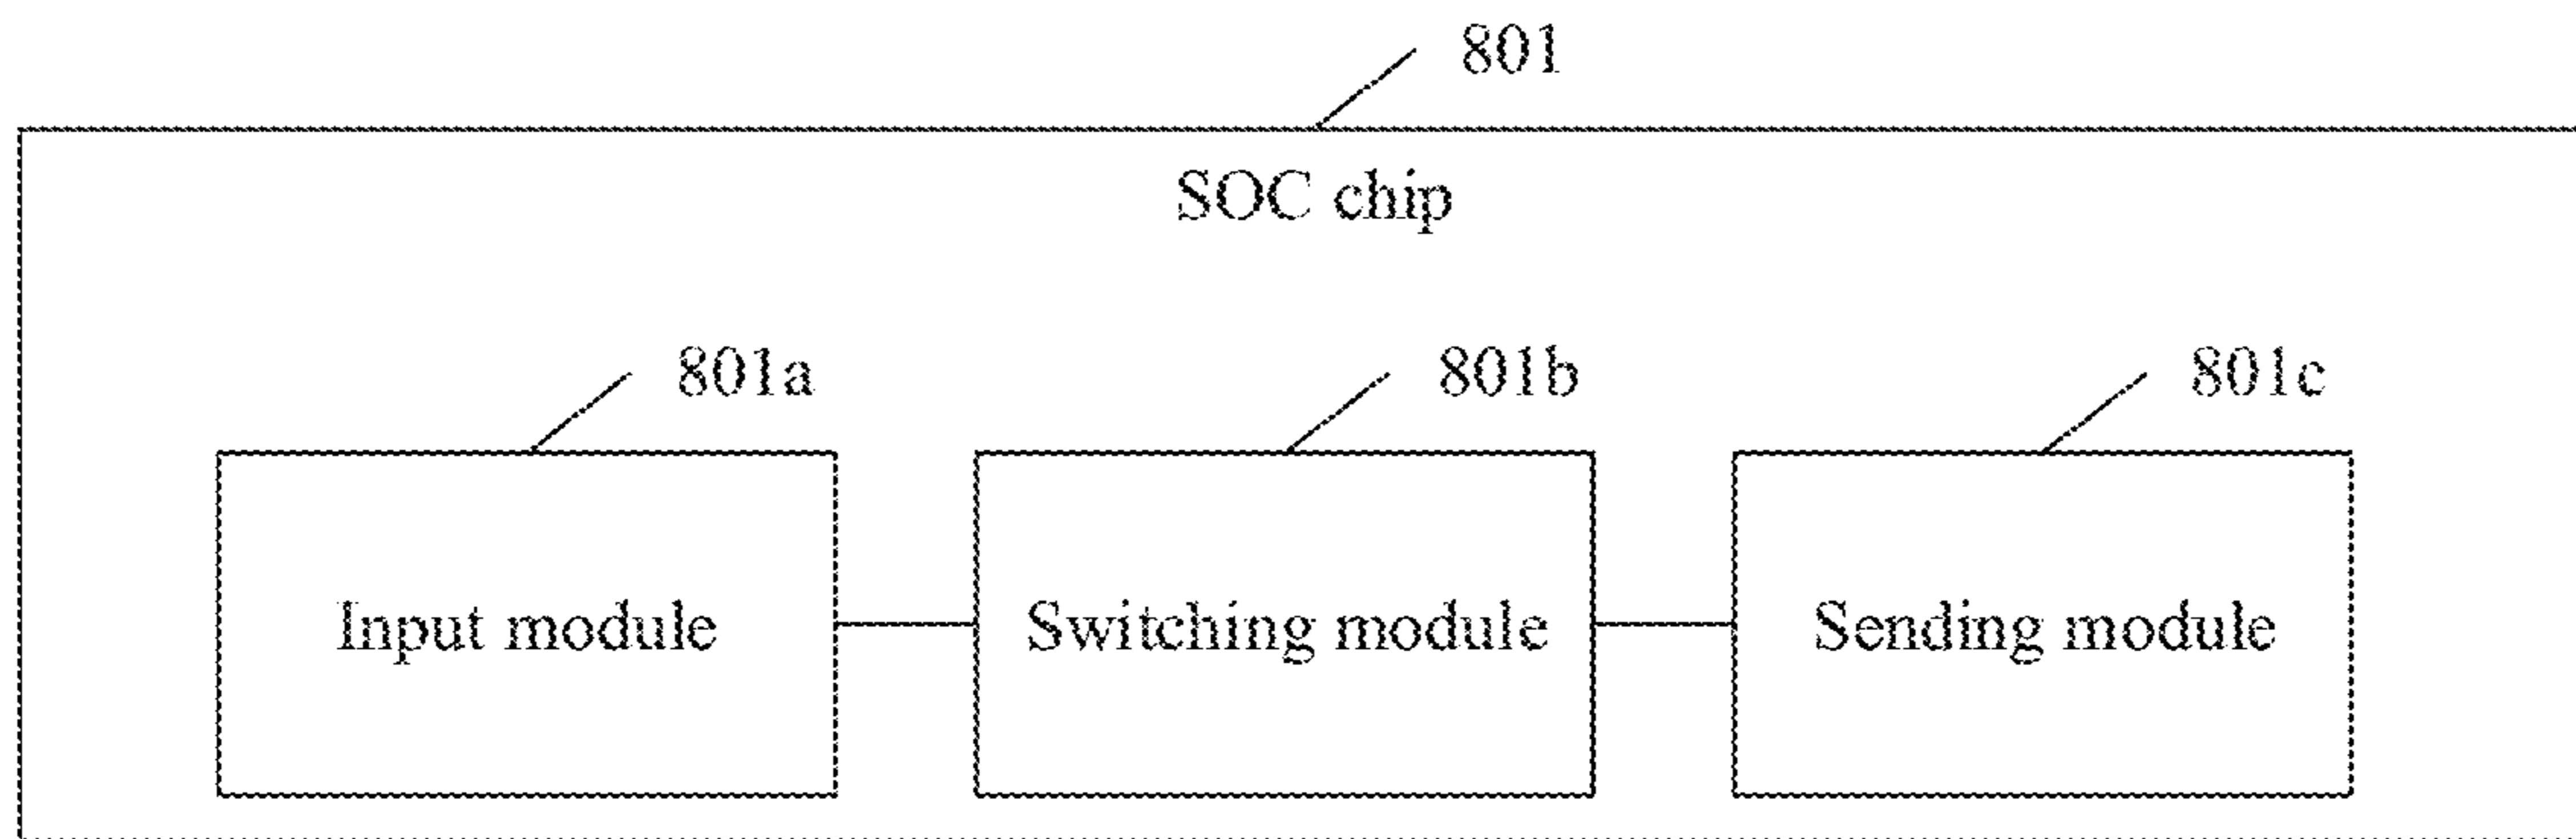 801
SOC chip
801a
801b
801c
Input module
Switching module
Sending module